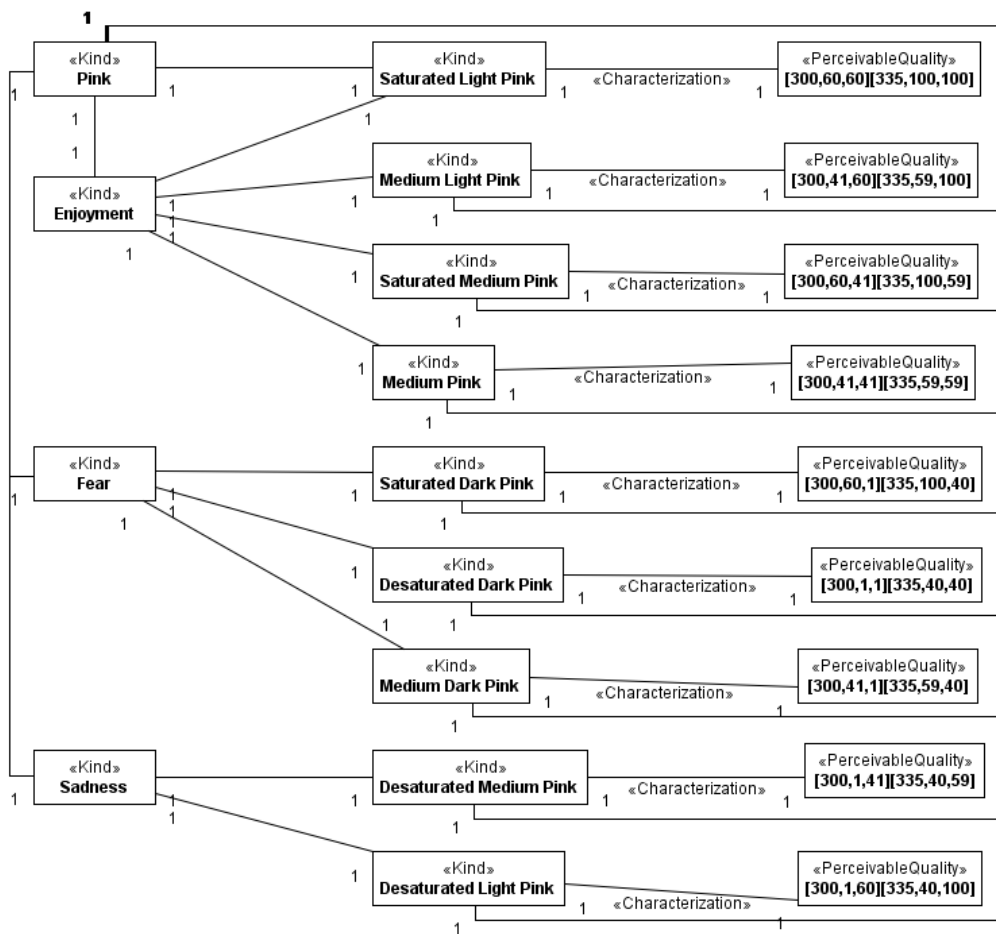 1
«Kind»
Pink
1
1
1
1
«Kind»
Saturated Light Pink
1
1
1
«Characterization»
1
«PerceivableQuality»
[300,60,60][335,100,100]
1
«Kind»
Enjoyment
1
1
1
1
«Kind»
Medium Light Pink
1
1
1
«Characterization»
1
«PerceivableQuality»
[300,41,60][335,59,100]
«Kind»
Saturated Medium Pink
1
1
1
«Characterization»
1
«PerceivableQuality»
[300,60,41][335,100,59]
«Kind»
Medium Pink
1
1
1
«Characterization»
1
«PerceivableQuality»
[300,41,41][335,59,59]
«Kind»
Fear
1
1
1
1
«Kind»
Saturated Dark Pink
1
1
1
«Characterization»
1
«PerceivableQuality»
[300,60,1][335,100,40]
«Kind»
Desaturated Dark Pink
1
1
1
«Characterization»
1
«PerceivableQuality»
[300,1,1][335,40,40]
«Kind»
Medium Dark Pink
1
1
1
«Characterization»
1
«PerceivableQuality»
[300,41,1][335,59,40]
«Kind»
Sadness
1
1
1
«Kind»
Desaturated Medium Pink
1
1
1
«Characterization»
1
«PerceivableQuality»
[300,1,41][335,40,59]
«Kind»
Desaturated Light Pink
1
1
1
«Characterization»
1
«PerceivableQuality»
[300,1,60][335,40,100]